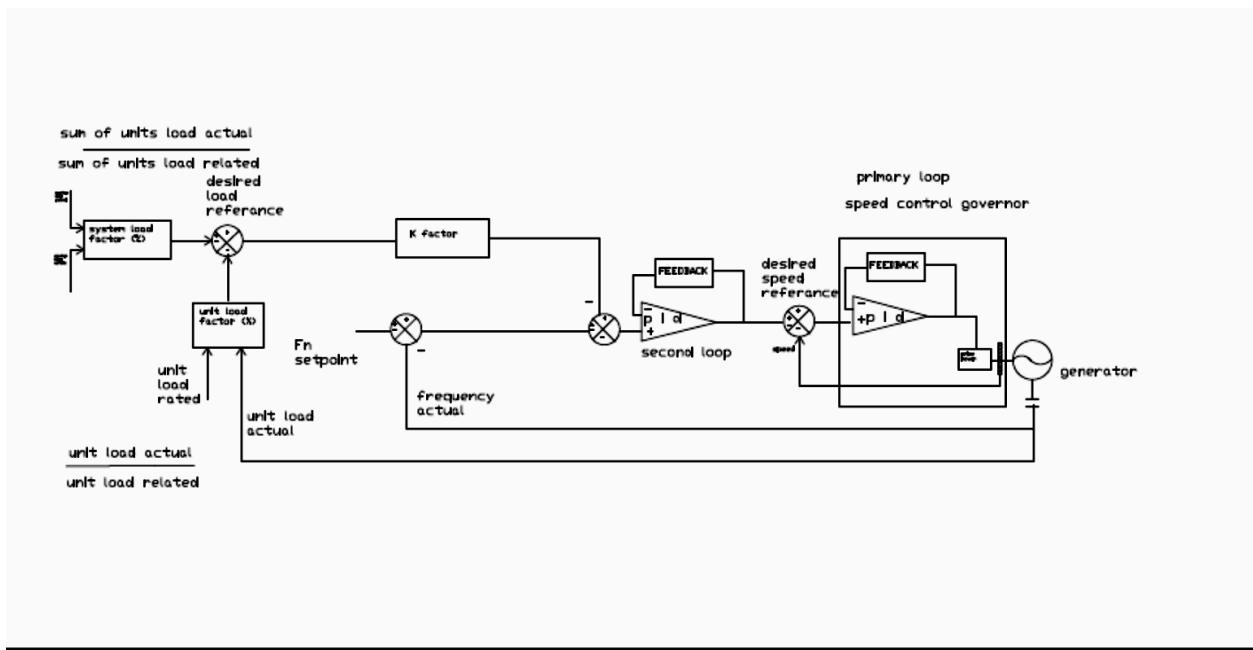 sum of units load actual
sum of units load related
desired
load
referance
system load
factor (%)
K factor
unit load
factor (%)
unit
load
rated
unit load
actual
unit load actual
unit load related
Fn
setpoint
frequency
actual
FEEDBACK
P I d
second loop
desired
speed
referance
speed
primary loop
speed control governor
FEEDBACK
+P I d
generator